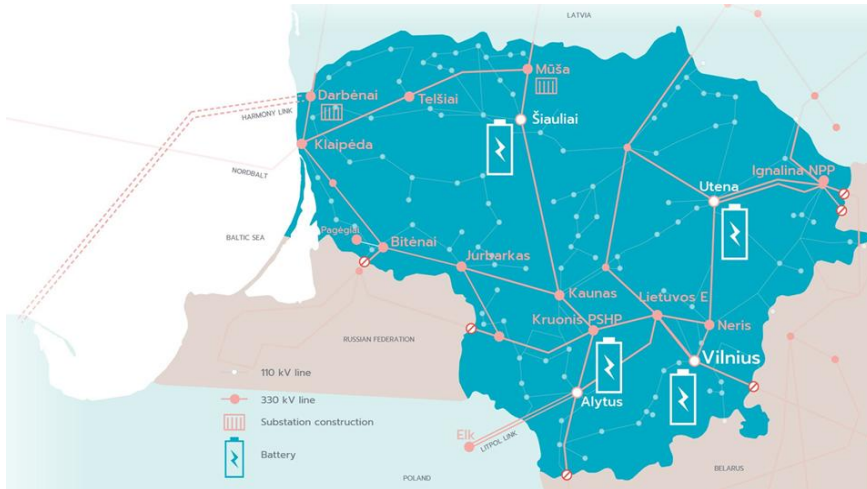 LATVIA
Mūša
Darbėnai
Telšiai
HARMONY LINK
Šiauliai
Klaipėda
Ignalina NPP
NORDBALT
Utena
Pagėgiai
BALTIC SEA
Bitėnai
Jurbarkas
Kaunas
Lietuvos E
Kruonis PSHP
Neris
RUSSIAN FEDERATION
Vilnius
110 kV line
330 kV line
Alytus
Substation construction
Elk
LITPOL LINK
Battery
POLAND
BELARUS